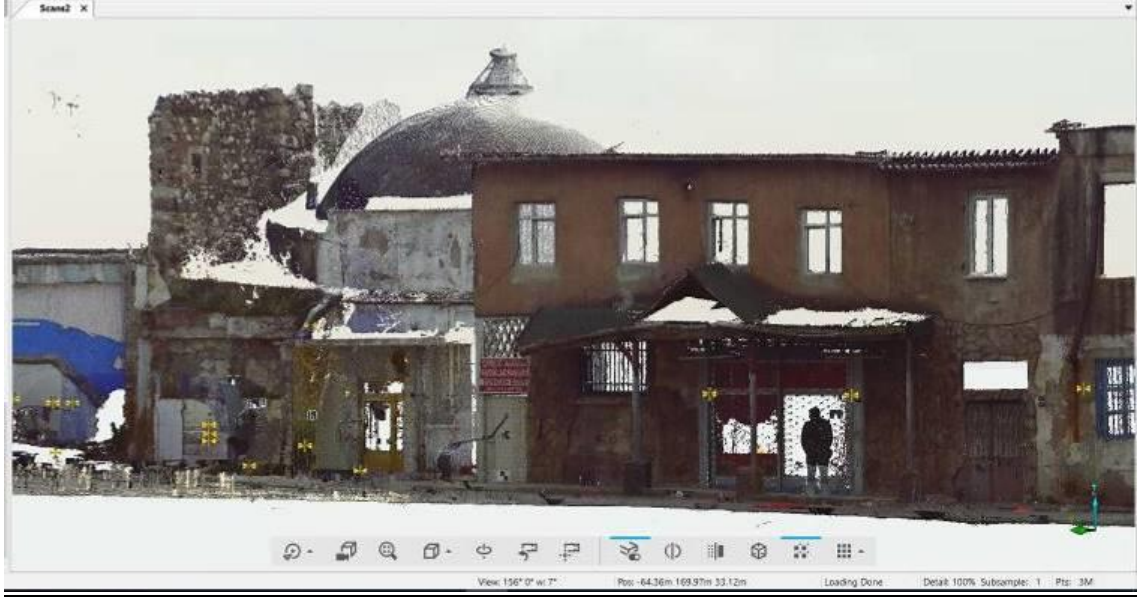 Scans2 X
View: 156° 0° w: 7°
Pos: -64.36m 169.97m 33.12m
Loading Done
Detail: 100% Subsample: 1 Pts: 3M